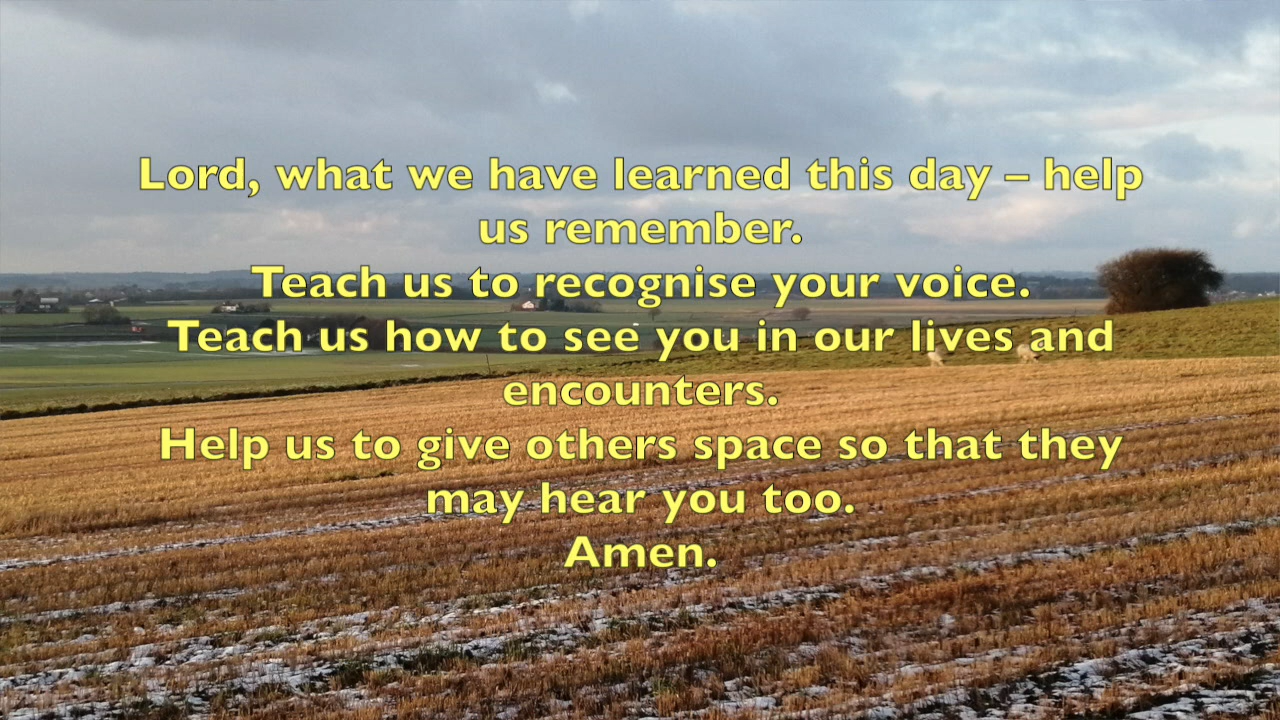 Lord, what we have learned this day – help
us remember.
Teach us to recognise your voice.
Teach us how to see you in our lives and
encounters.
Help us to give others space so that they
may hear you too.
Amen.